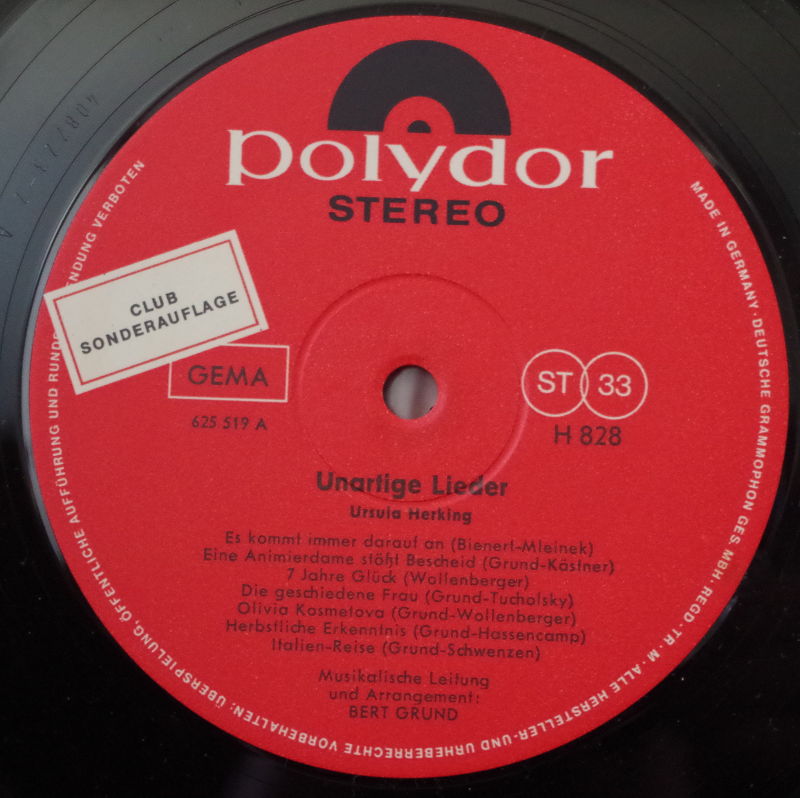 polydor
STEREO
CLUB
SONDERAUFLAGE
GEMA
625 519 A
ST 33
H 828
Unartige Lieder
Ursula Herking
Es kommt immer darauf an (Bienert-Mleinek)
Eine Animierdame stößt Bescheid (Grund-Kästner)
7 Jahre Glück (Wollenberger)
Die geschiedene Frau (Grund-Tucholsky)
Olivia Kosmetova (Grund-Wollenberger)
Herbstliche Erkenntnis (Grund-Hassencamp)
Italien-Reise (Grund-Schwenzen)
Musikalische Leitung
und Arrangement:
BERT GRUND
MADE IN GERMANY · DEUTSCHE GRAMMOPHON GES. MBH · REGD · TR · M · ALLE HERSTELLER- UND URHEBERRECHTE VORBEHALTEN: ÜBERSPIELUNG, ÖFFENTLICHE AUFFÜHRUNG UND RUND ENDUNG VERBOTEN